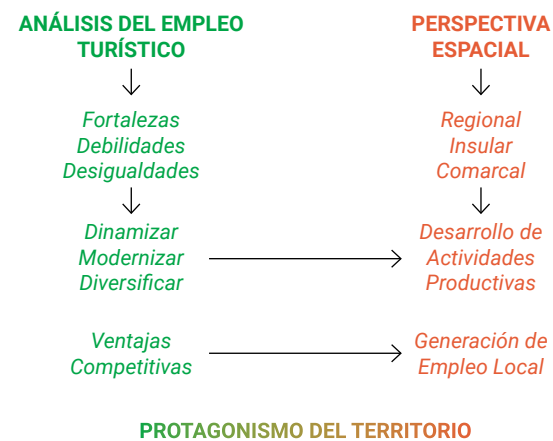 ANÁLISIS DEL EMPLEO
TURÍSTICO
Fortalezas
Debilidades
Desigualdades
Dinamizar
Modernizar
Diversificar
Ventajas
Competitivas
PERSPECTIVA
ESPACIAL
Regional
Insular
Comarcal
Desarrollo de
Actividades
Productivas
Generación de
Empleo Local
PROTAGONISMO DEL TERRITORIO